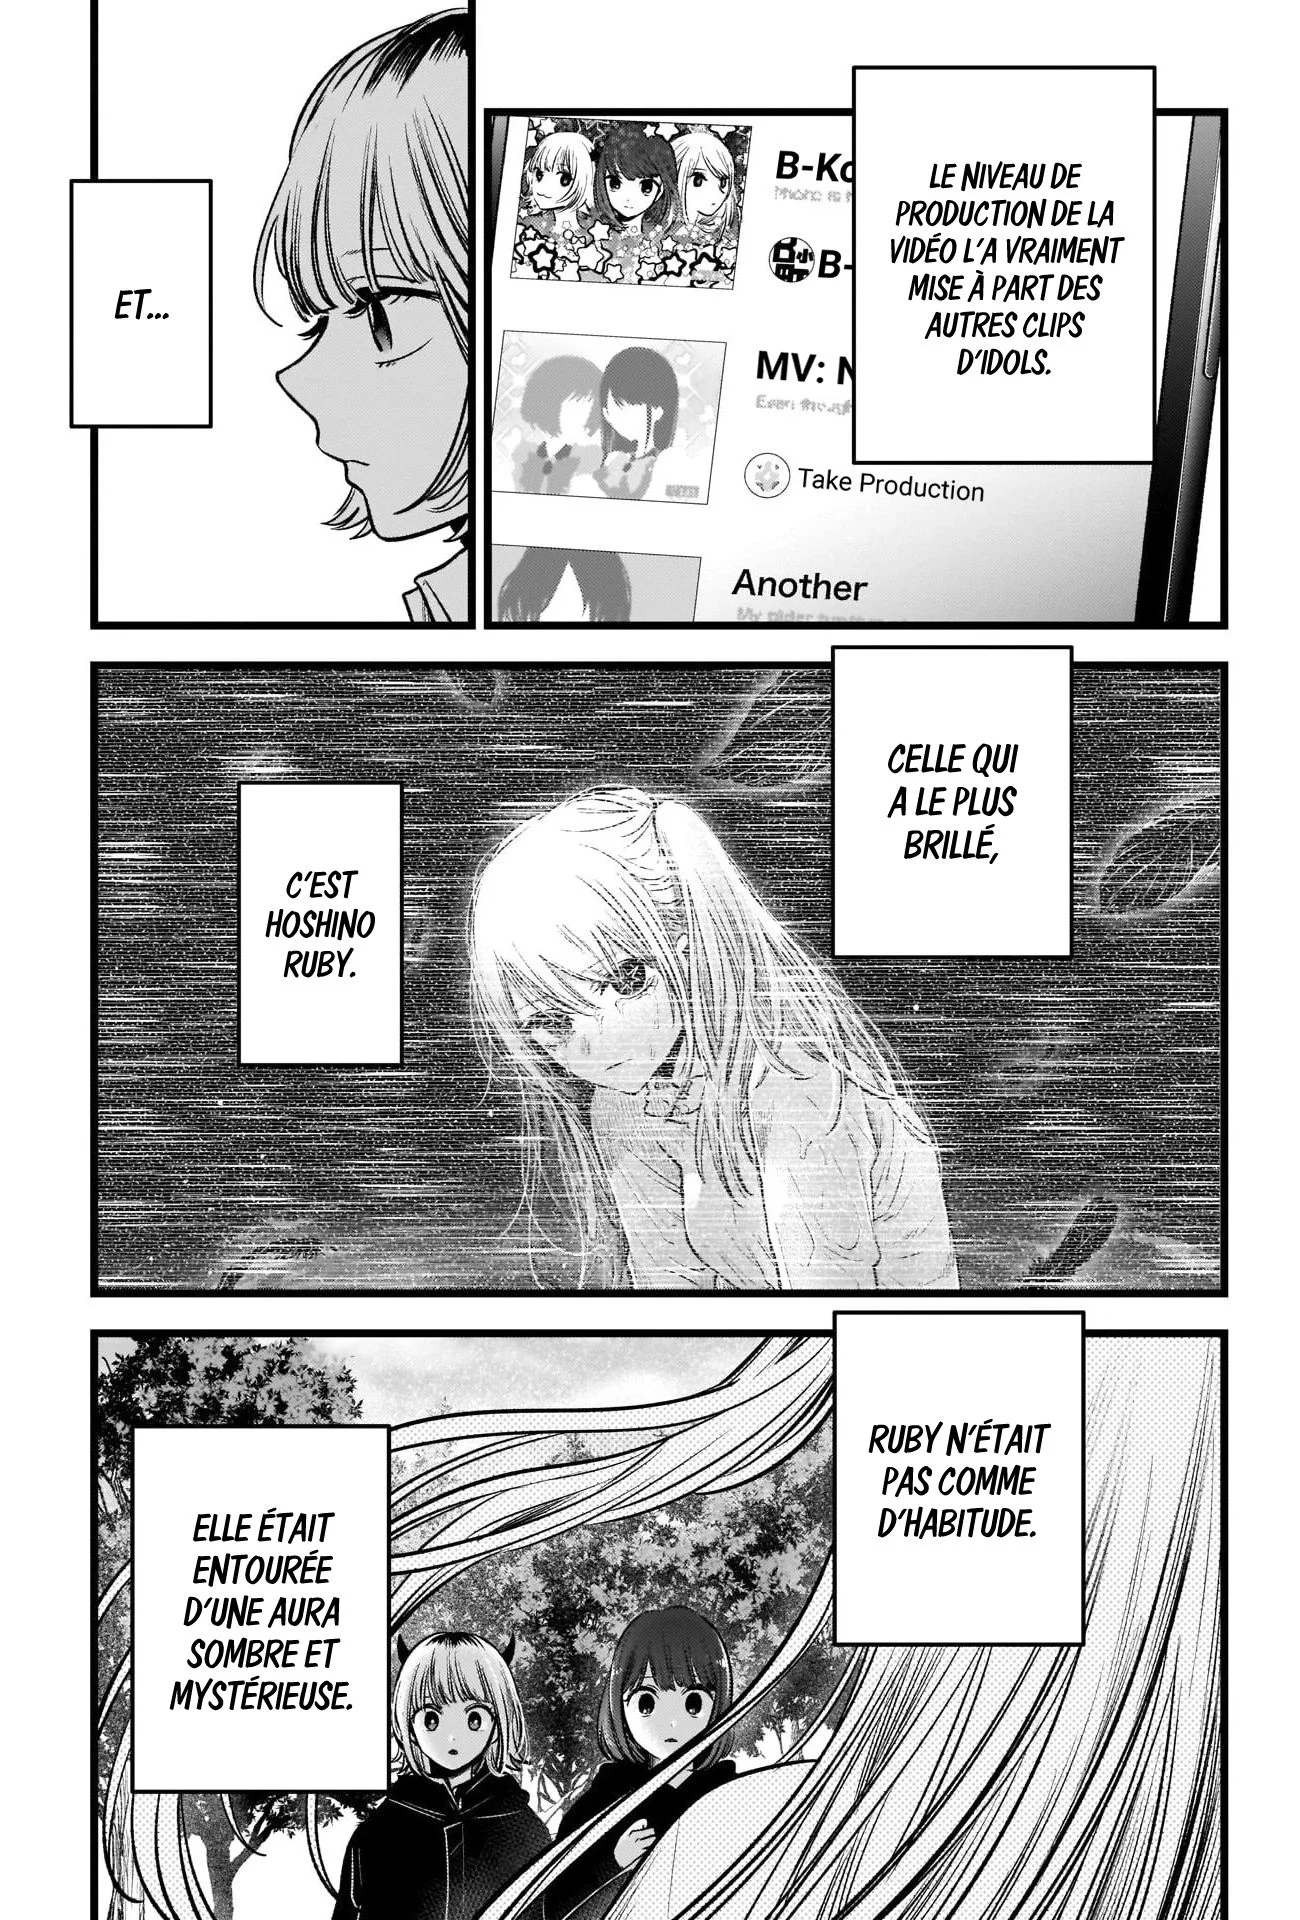 LE NIVEAU DE
PRODUCTION DE LA
VIDÉO L'A VRAIMENT
MISE À PART DES
AUTRES CLIPS
D'IDOLS.
B-Ko
B-
MV: N
Take Production
Another
ET...
CELLE QUI
A LE PLUS
BRILLÉ,
C'EST
HOSHINO
RUBY.
RUBY N'ÉTAIT
PAS COMME
D'HABITUDE.
ELLE ÉTAIT
ENTOURÉE
D'UNE AURA
SOMBRE ET
MYSTÉRIEUSE.